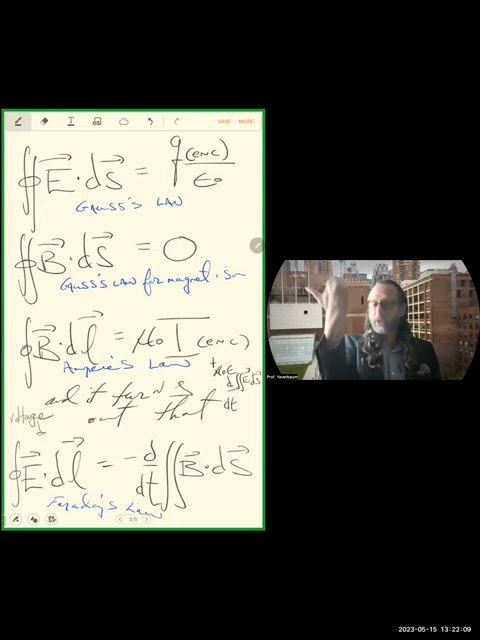 SAVE MORE
∯E⃗·dS⃗ = q(enc)/ε₀
GAUSS'S LAW
∯B⃗·dS⃗ = 0
GAUSS'S LAW for magnetism
∮B⃗·dl⃗ = μ₀I(enc)
Ampere's Law
and it turns
out that
voltage
∮E⃗·dl⃗ = -d/dt ∬B⃗·dS⃗
Faraday's Law
3/5
Prof. Yaverbaum
2023-05-15 13:22:09